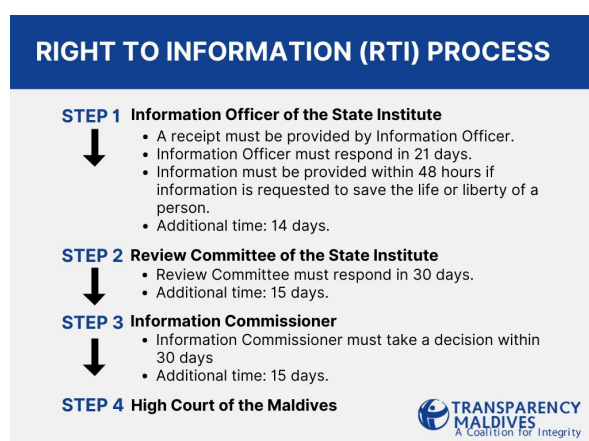 RIGHT TO INFORMATION (RTI) PROCESS
STEP 1 Information Officer of the State Institute
• A receipt must be provided by Information Officer.
• Information Officer must respond in 21 days.
• Information must be provided within 48 hours if
information is requested to save the life or liberty of a
person.
• Additional time: 14 days.
STEP 2 Review Committee of the State Institute
• Review Committee must respond in 30 days.
• Additional time: 15 days.
STEP 3 Information Commissioner
• Information Commissioner must take a decision within
30 days
• Additional time: 15 days.
STEP 4 High Court of the Maldives
TRANSPARENCY
MALDIVES
A Coalition for Integrity